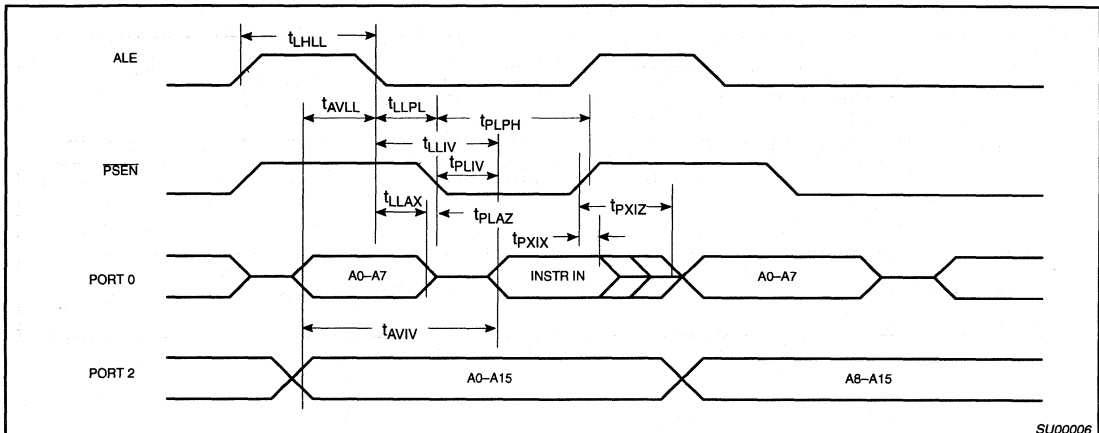 tLHLL
ALE
tAVLL
tLLPL
tPLPH
tLLIV
PSEN
tPLIV
tLLAX
tPLAZ
tPXIZ
tPXIX
PORT 0
A0–A7
INSTR IN
A0–A7
tAVIV
PORT 2
A0–A15
A8–A15
SU00006